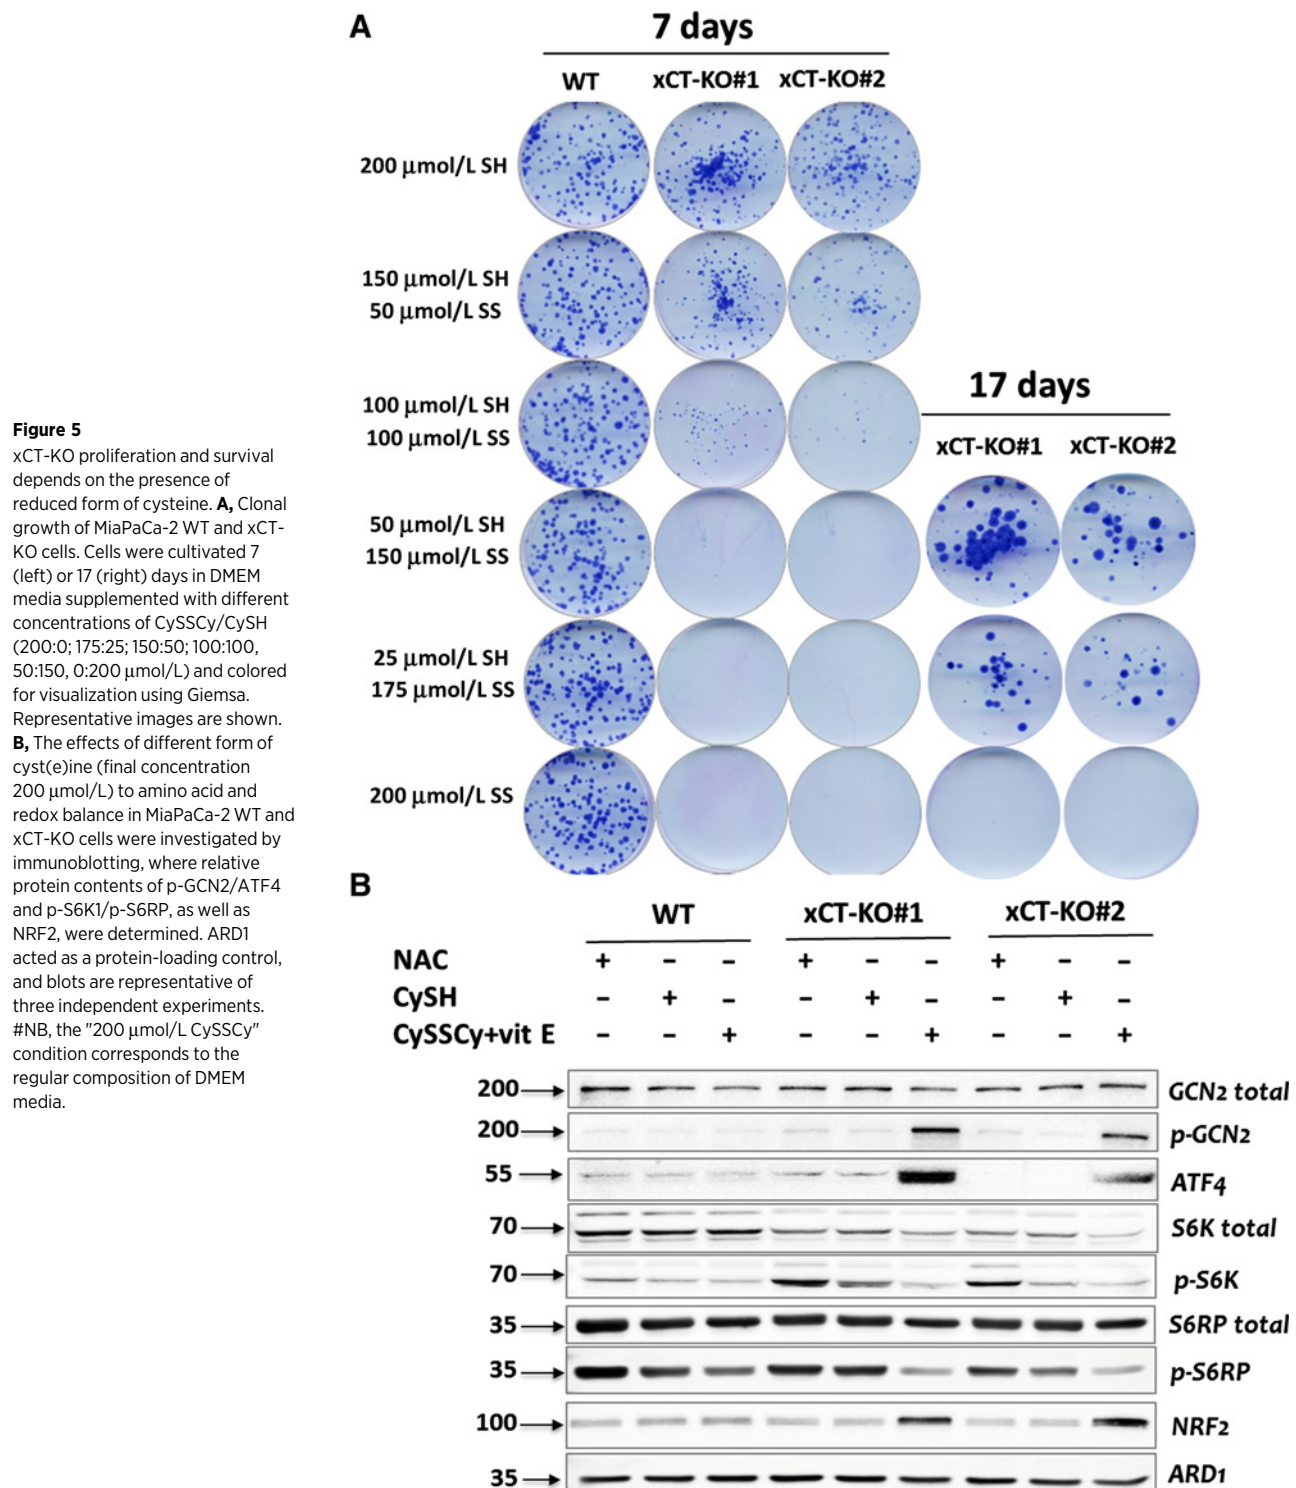 Figure 5
xCT-KO proliferation and survival
depends on the presence of
reduced form of cysteine. A, Clonal
growth of MiaPaCa-2 WT and xCT-
KO cells. Cells were cultivated 7
(left) or 17 (right) days in DMEM
media supplemented with different
concentrations of CySSCy/CySH
(200:0; 175:25; 150:50; 100:100,
50:150, 0:200 μmol/L) and colored
for visualization using Giemsa.
Representative images are shown.
B, The effects of different form of
cyst(e)ine (final concentration
200 μmol/L) to amino acid and
redox balance in MiaPaCa-2 WT and
xCT-KO cells were investigated by
immunoblotting, where relative
protein contents of p-GCN2/ATF4
and p-S6K1/p-S6RP, as well as
NRF2, were determined. ARD1
acted as a protein-loading control,
and blots are representative of
three independent experiments.
#NB, the "200 μmol/L CySSCy"
condition corresponds to the
regular composition of DMEM
media.
A
7 days
WT xCT-KO#1 xCT-KO#2
200 μmol/L SH
150 μmol/L SH
50 μmol/L SS
100 μmol/L SH
100 μmol/L SS
17 days
xCT-KO#1 xCT-KO#2
50 μmol/L SH
150 μmol/L SS
25 μmol/L SH
175 μmol/L SS
200 μmol/L SS
B
WT xCT-KO#1 xCT-KO#2
NAC + – – + – – + – –
CySH – + – – + – – + –
CySSCy+vit E – – + – – + – – +
200 GCN2 total
200 p-GCN2
55 ATF4
70 S6K total
70 p-S6K
35 S6RP total
35 p-S6RP
100 NRF2
35 ARD1